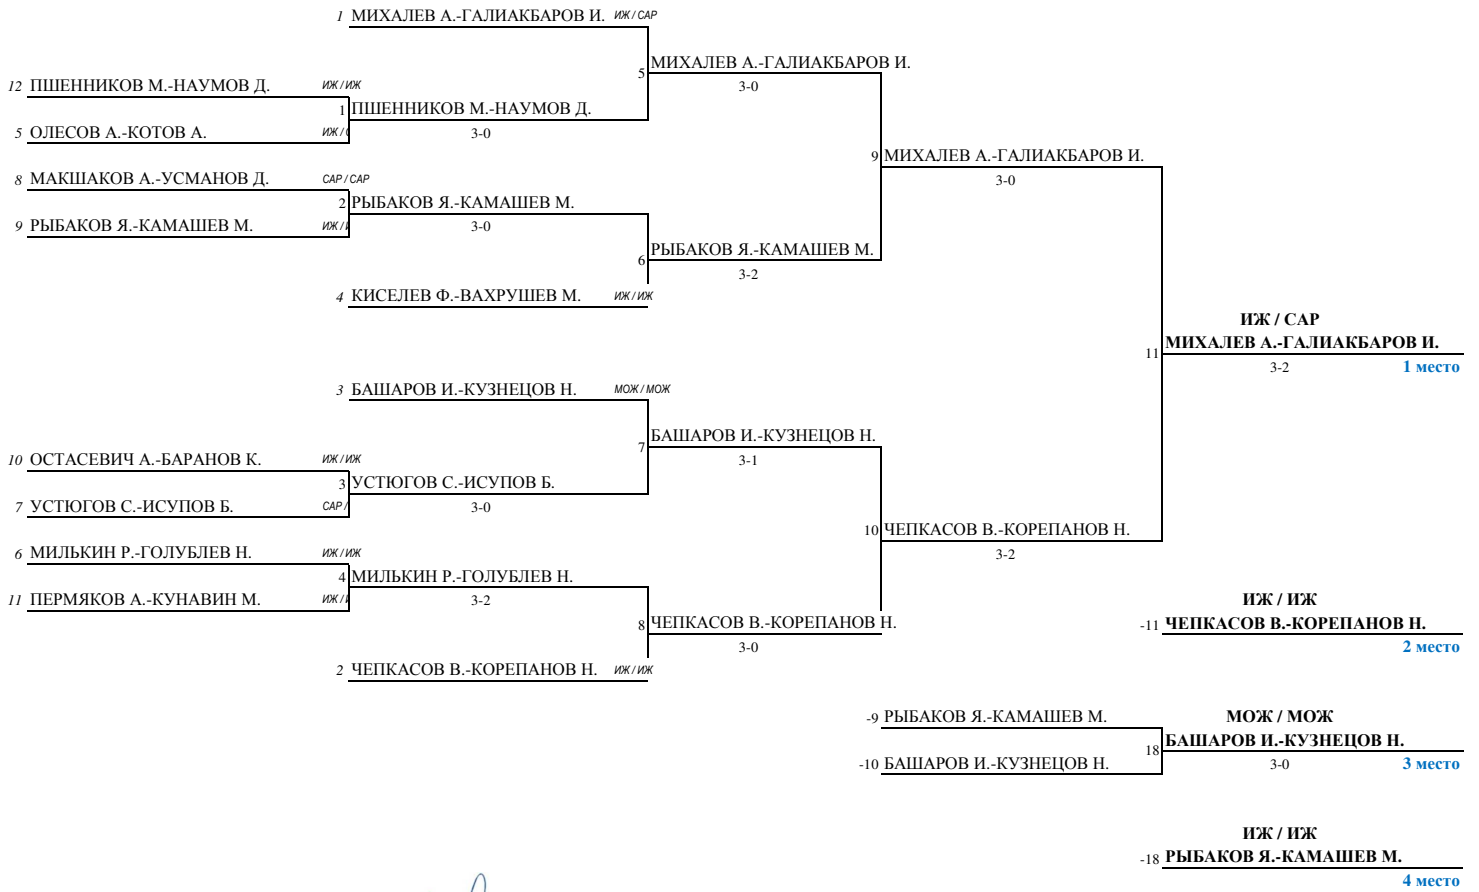 1 МИХАЛЕВ А.-ГАЛИАКБАРОВ И. ИЖ / САР
5 МИХАЛЕВ А.-ГАЛИАКБАРОВ И.
12 ПШЕННИКОВ М.-НАУМОВ Д. ИЖ / ИЖ
3-0
1 ПШЕННИКОВ М.-НАУМОВ Д.
5 ОЛЕСОВ А.-КОТОВ А. ИЖ /
3-0
9 МИХАЛЕВ А.-ГАЛИАКБАРОВ И.
8 МАКШАКОВ А.-УСМАНОВ Д. САР / САР
3-0
2 РЫБАКОВ Я.-КАМАШЕВ М.
9 РЫБАКОВ Я.-КАМАШЕВ М. ИЖ /
3-0
6 РЫБАКОВ Я.-КАМАШЕВ М.
3-2
4 КИСЕЛЕВ Ф.-ВАХРУШЕВ М. ИЖ / ИЖ
ИЖ / САР
11 МИХАЛЕВ А.-ГАЛИАКБАРОВ И.
3-2 1 место
3 БАШАРОВ И.-КУЗНЕЦОВ Н. МОЖ / МОЖ
7 БАШАРОВ И.-КУЗНЕЦОВ Н.
10 ОСТАСЕВИЧ А.-БАРАНОВ К. ИЖ / ИЖ
3-1
3 УСТЮГОВ С.-ИСУПОВ Б.
7 УСТЮГОВ С.-ИСУПОВ Б. САР /
3-0
10 ЧЕПКАСОВ В.-КОРЕПАНОВ Н.
6 МИЛЬКИН Р.-ГОЛУБЛЕВ Н. ИЖ / ИЖ
3-2
4 МИЛЬКИН Р.-ГОЛУБЛЕВ Н.
11 ПЕРМЯКОВ А.-КУНАВИН М. ИЖ /
3-2
ИЖ / ИЖ
8 ЧЕПКАСОВ В.-КОРЕПАНОВ Н.
-11 ЧЕПКАСОВ В.-КОРЕПАНОВ Н.
3-0
2 место
2 ЧЕПКАСОВ В.-КОРЕПАНОВ Н. ИЖ / ИЖ
-9 РЫБАКОВ Я.-КАМАШЕВ М.
МОЖ / МОЖ
18 БАШАРОВ И.-КУЗНЕЦОВ Н.
-10 БАШАРОВ И.-КУЗНЕЦОВ Н.
3-0 3 место
ИЖ / ИЖ
-18 РЫБАКОВ Я.-КАМАШЕВ М.
4 место